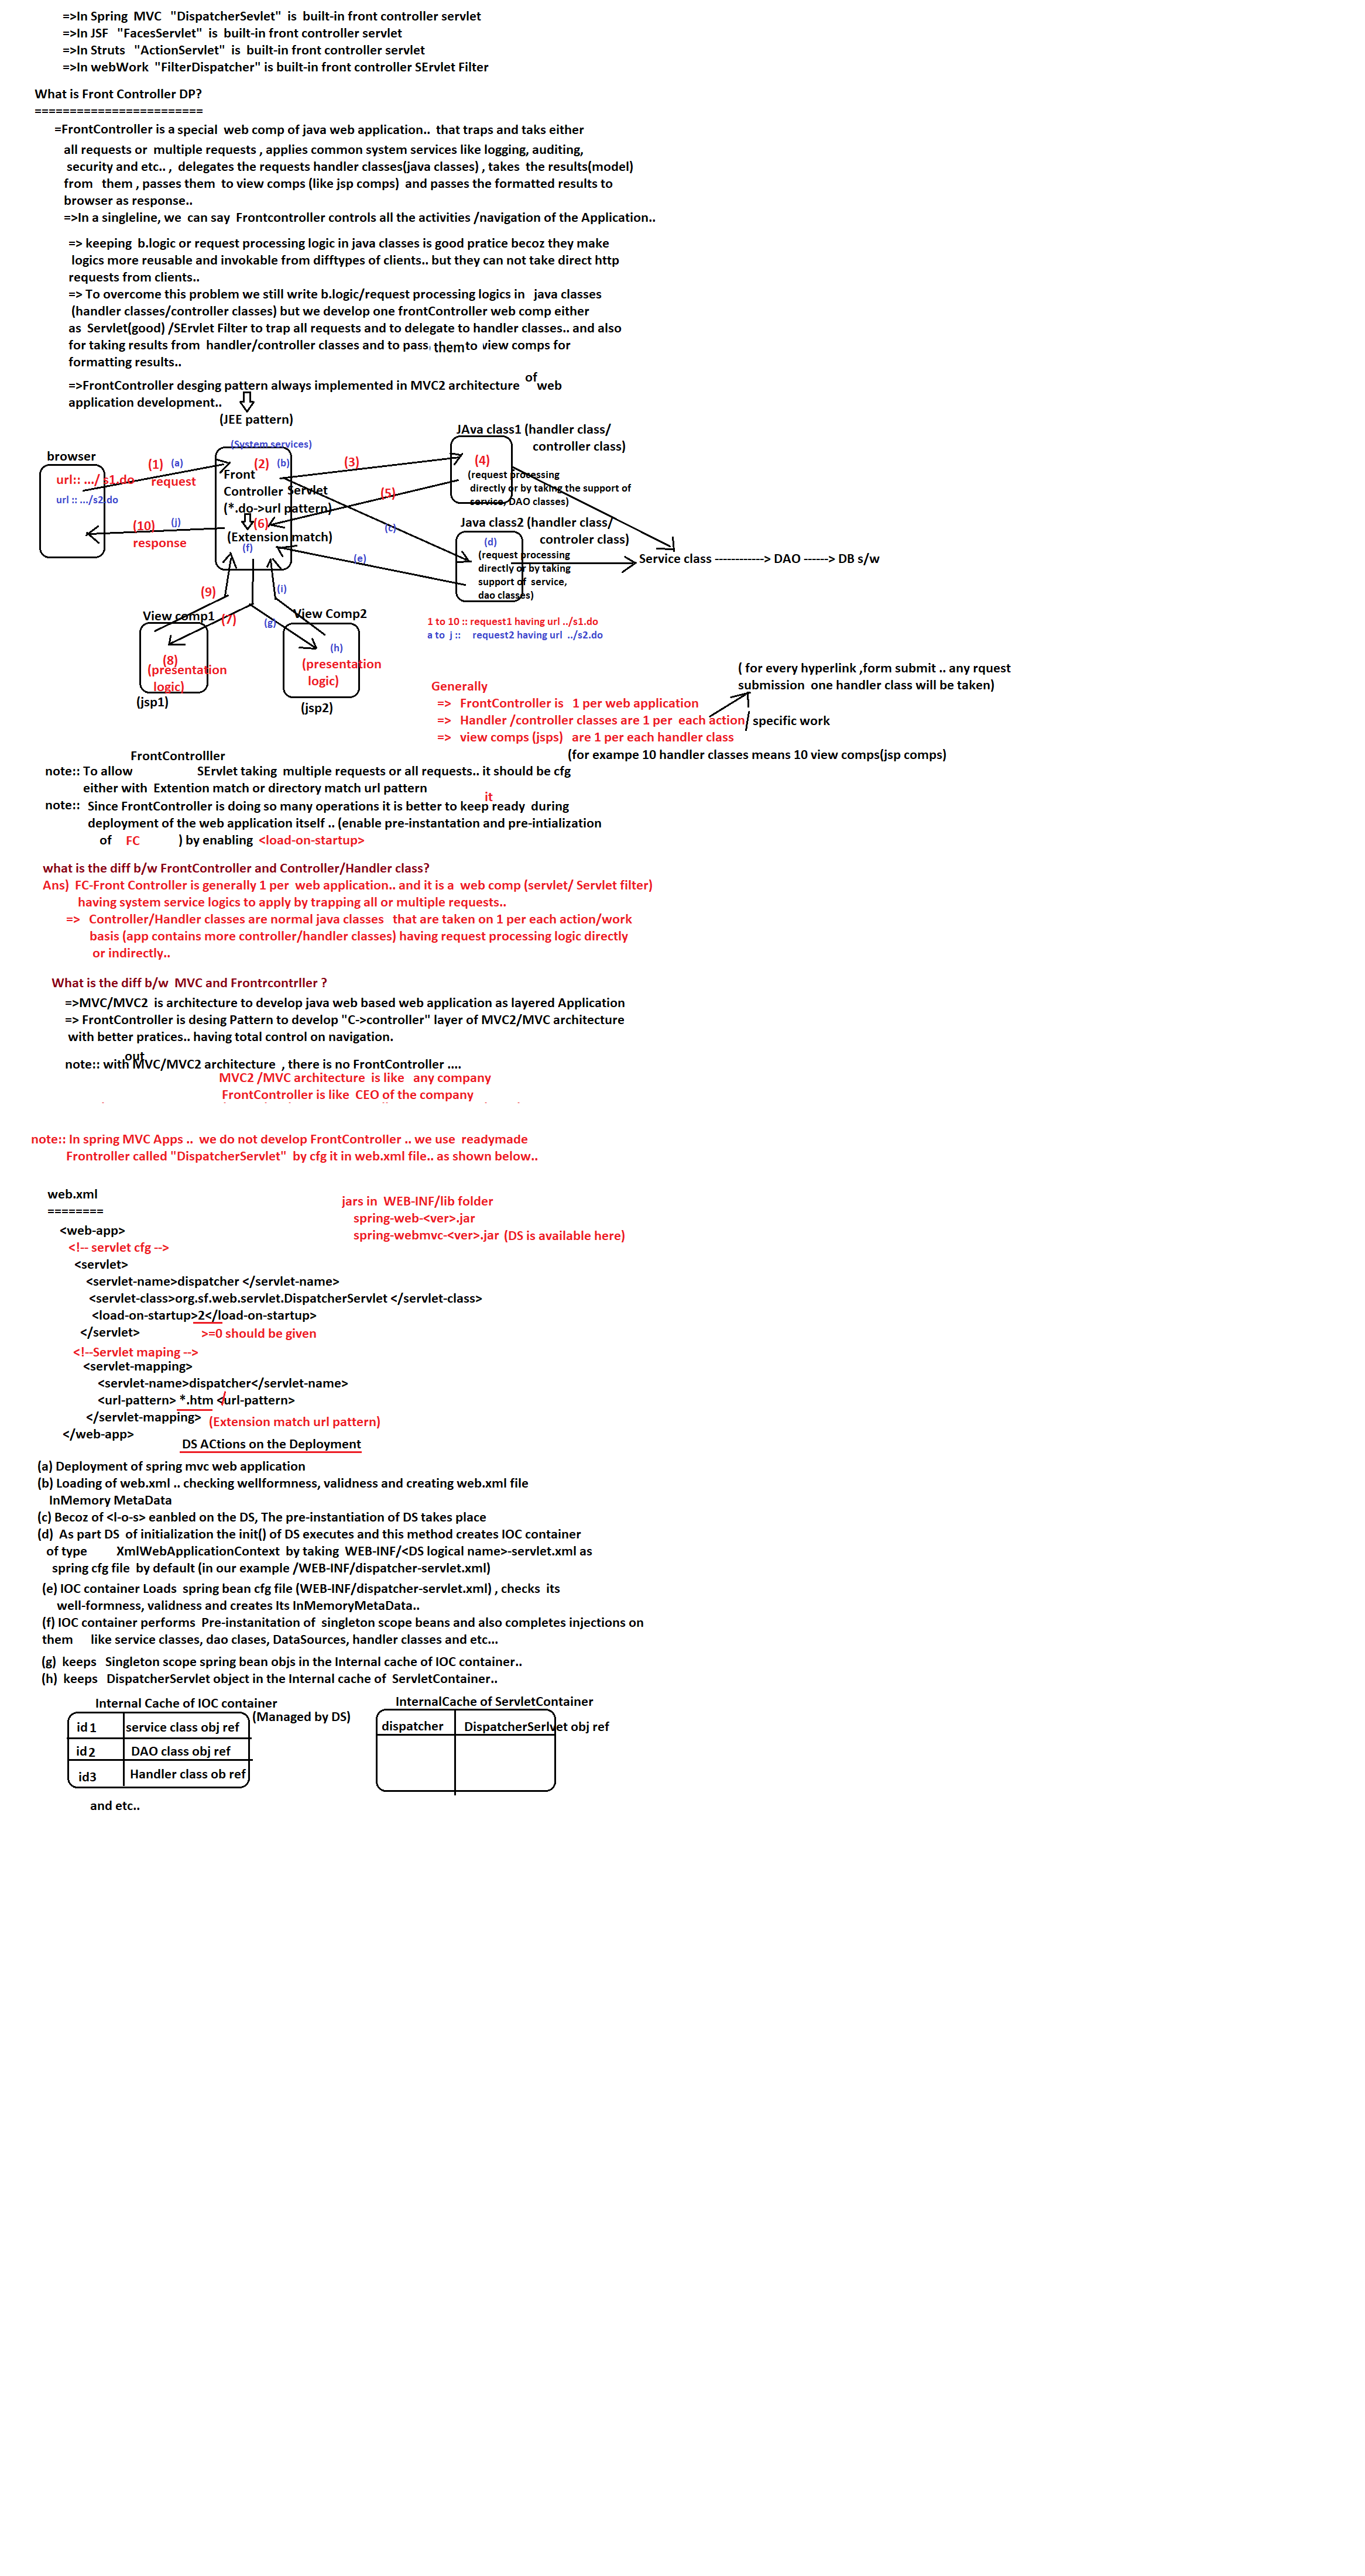 =>In Spring  MVC   "DispatcherSevlet"  is  built-in front controller servlet
=>In JSF   "FacesServlet"  is  built-in front controller servlet
=>In Struts   "ActionServlet"  is  built-in front controller servlet
=>In webWork  "FilterDispatcher" is built-in front controller SErvlet Filter
What is Front Controller DP?
========================
=FrontController is a special  web comp of java web application..  that traps and taks either
all requests or  multiple requests , applies common system services like logging, auditing,
security and etc.. ,  delegates the requests handler classes(java classes) , takes  the results(model)
from   them , passes them  to view comps (like jsp comps)  and passes the formatted results to
browser as response..
=>In a singleline, we  can say  Frontcontroller controls all the activities /navigation of the Application..
=> keeping  b.logic or request processing logic in java classes is good pratice becoz they make
logics more reusable and invokable from difftypes of clients.. but they can not take direct http
requests from clients..
=> To overcome this problem we still write b.logic/request processing logics in   java classes
(handler classes/controller classes) but we develop one frontController web comp either
as  Servlet(good) /SErvlet Filter to trap all requests and to delegate to handler classes.. and also
for taking results from  handler/controller classes and to pass themto view comps for
formatting results..
=>FrontController desging pattern always implemented in MVC2 architecture of web
application development..
(JEE pattern)
JAva class1 (handler class/
controller class)
(System services)
browser
(1) (a)
(2) (b)
(3)
(4)
url:: .../ s1.do
request
Front
(request processing
url :: .../s2.do
Controller Servlet
(5)
directly or by taking the support of
service, DAO classes)
(*.do->url pattern)
(10) (j)
(6)
(c)
Java class2 (handler class/
controler class)
response
(Extension match)
(f)
(d)
(e)
(request processing
directly or by taking
support of  service,
dao classes)
Service class ------------> DAO ------> DB s/w
(9)
(i)
View comp1
(7)
(g)
View Comp2
1 to 10 :: request1 having url ../s1.do
a to  j ::    request2 having url  ../s2.do
(8)
(presentation
logic)
(h)
(presentation
logic)
(jsp1)
(jsp2)
( for every hyperlink ,form submit .. any rquest
submission  one handler class will be taken)
Generally
=>   FrontController is   1 per web application
=>   Handler /controller classes are 1 per  each action/ specific work
=>   view comps (jsps)   are 1 per each handler class
(for exampe 10 handler classes means 10 view comps(jsp comps)
FrontControlller
note:: To allow SErvlet taking  multiple requests or all requests.. it should be cfg
either with  Extention match or directory match url pattern
note::  Since FrontController is doing so many operations it is better to keep it ready  during
deployment of the web application itself .. (enable pre-instantation and pre-intialization
of FC ) by enabling  <load-on-startup>
what is the diff b/w FrontController and Controller/Handler class?
Ans)  FC-Front Controller is generally 1 per  web application.. and it is a  web comp (servlet/ Servlet filter)
having system service logics to apply by trapping all or multiple requests..
=>   Controller/Handler classes are normal java classes   that are taken on 1 per each action/work
basis (app contains more controller/handler classes) having request processing logic directly
or indirectly..
What is the diff b/w  MVC and Frontrcontrller ?
=>MVC/MVC2  is architecture to develop java web based web application as layered Application
=> FrontController is desing Pattern to develop "C->controller" layer of MVC2/MVC architecture
with better pratices.. having total control on navigation.
out
note:: with MVC/MVC2 architecture  , there is no FrontController ....
MVC2 /MVC architecture  is like   any company
FrontController is like  CEO of the company
note:: In spring MVC Apps ..  we do not develop FrontController .. we use  readymade
Frontroller called "DispatcherServlet"  by cfg it in web.xml file.. as shown below..
web.xml
========
jars in  WEB-INF/lib folder
spring-web-<ver>.jar
spring-webmvc-<ver>.jar (DS is available here)
<web-app>
<!-- servlet cfg -->
<servlet>
<servlet-name>dispatcher </servlet-name>
<servlet-class>org.sf.web.servlet.DispatcherServlet </servlet-class>
<load-on-startup>2</load-on-startup>
</servlet>
>=0 should be given
<!--Servlet maping -->
<servlet-mapping>
<servlet-name>dispatcher</servlet-name>
<url-pattern> *.htm </url-pattern>
</servlet-mapping>
(Extension match url pattern)
</web-app>
DS ACtions on the Deployment
(a) Deployment of spring mvc web application
(b) Loading of web.xml .. checking wellformness, validness and creating web.xml file
InMemory MetaData
(c) Becoz of <l-o-s> eanbled on the DS, The pre-instantiation of DS takes place
(d)  As part DS  of initialization the init() of DS executes and this method creates IOC container
of type XmlWebApplicationContext  by taking  WEB-INF/<DS logical name>-servlet.xml as
spring cfg file  by default (in our example /WEB-INF/dispatcher-servlet.xml)
(e) IOC container Loads  spring bean cfg file (WEB-INF/dispatcher-servlet.xml) , checks  its
well-formness, validness and creates Its InMemoryMetaData..
(f) IOC container performs  Pre-instanitation of  singleton scope beans and also completes injections on
them like service classes, dao clases, DataSources, handler classes and etc...
(g)  keeps   Singleton scope spring bean objs in the Internal cache of IOC container..
(h)  keeps   DispatcherServlet object in the Internal cache of  ServletContainer..
Internal Cache of IOC container
(Managed by DS)
id1 service class obj ref
id2 DAO class obj ref
id3 Handler class ob ref
and etc..
InternalCache of ServletContainer
dispatcher DispatcherSerlvet obj ref